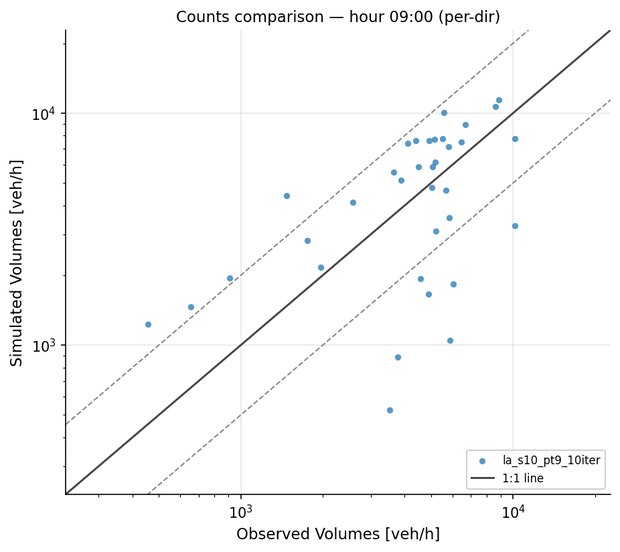 Counts comparison — hour 09:00 (per-dir)
Simulated Volumes [veh/h]
10⁴
10³
10³ 10⁴
Observed Volumes [veh/h]
la_s10_pt9_10iter
1:1 line